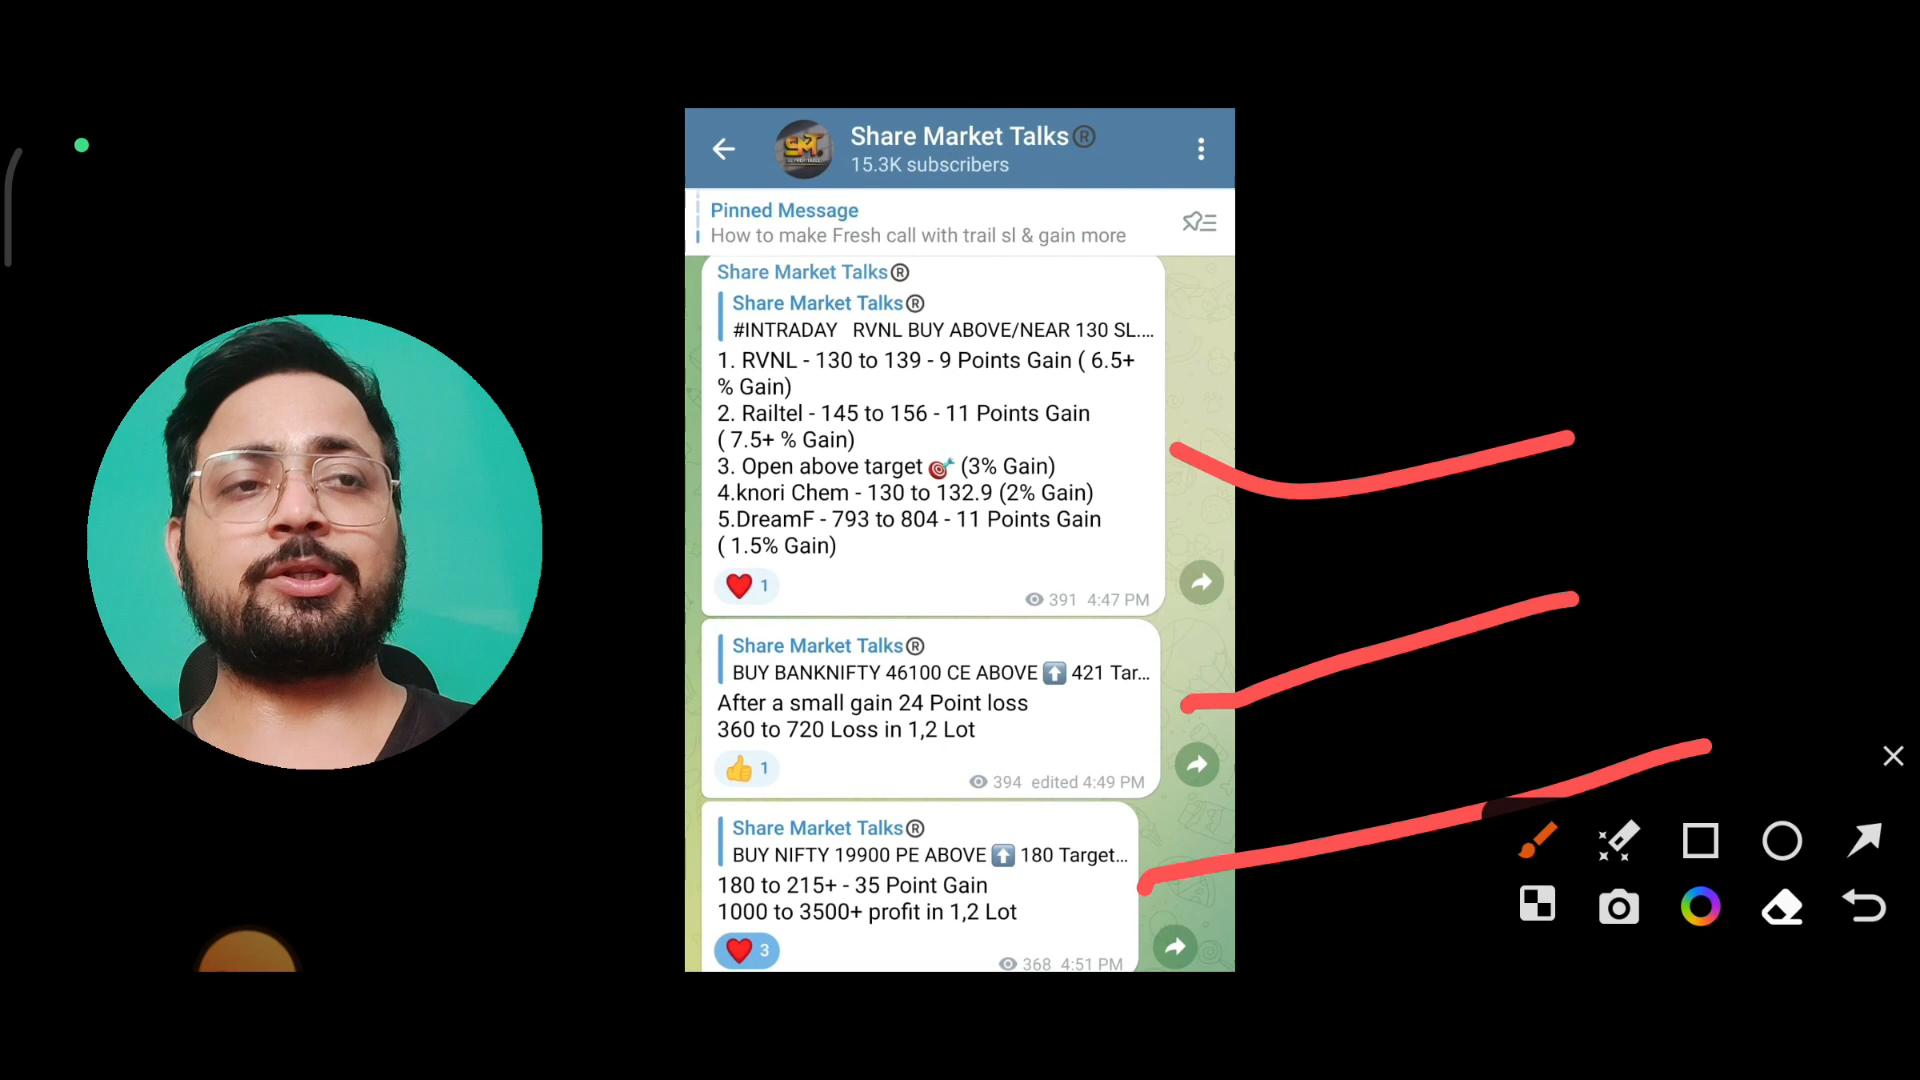 Share Market Talks®
15.3K subscribers
Pinned Message
How to make Fresh call with trail sl & gain more
Share Market Talks®
Share Market Talks®
#INTRADAY RVNL BUY ABOVE/NEAR 130 SL....
1. RVNL - 130 to 139 - 9 Points Gain ( 6.5+
% Gain)
2. Railtel - 145 to 156 - 11 Points Gain
( 7.5+ % Gain)
3. Open above target 🎯 (3% Gain)
4.knori Chem - 130 to 132.9 (2% Gain)
5.DreamF - 793 to 804 - 11 Points Gain
( 1.5% Gain)
❤️ 1
391 4:47 PM
Share Market Talks®
BUY BANKNIFTY 46100 CE ABOVE ⬆️ 421 Tar...
After a small gain 24 Point loss
360 to 720 Loss in 1,2 Lot
👍 1
394 edited 4:49 PM
Share Market Talks®
BUY NIFTY 19900 PE ABOVE ⬆️ 180 Target...
180 to 215+ - 35 Point Gain
1000 to 3500+ profit in 1,2 Lot
❤️ 3
368 4:51 PM